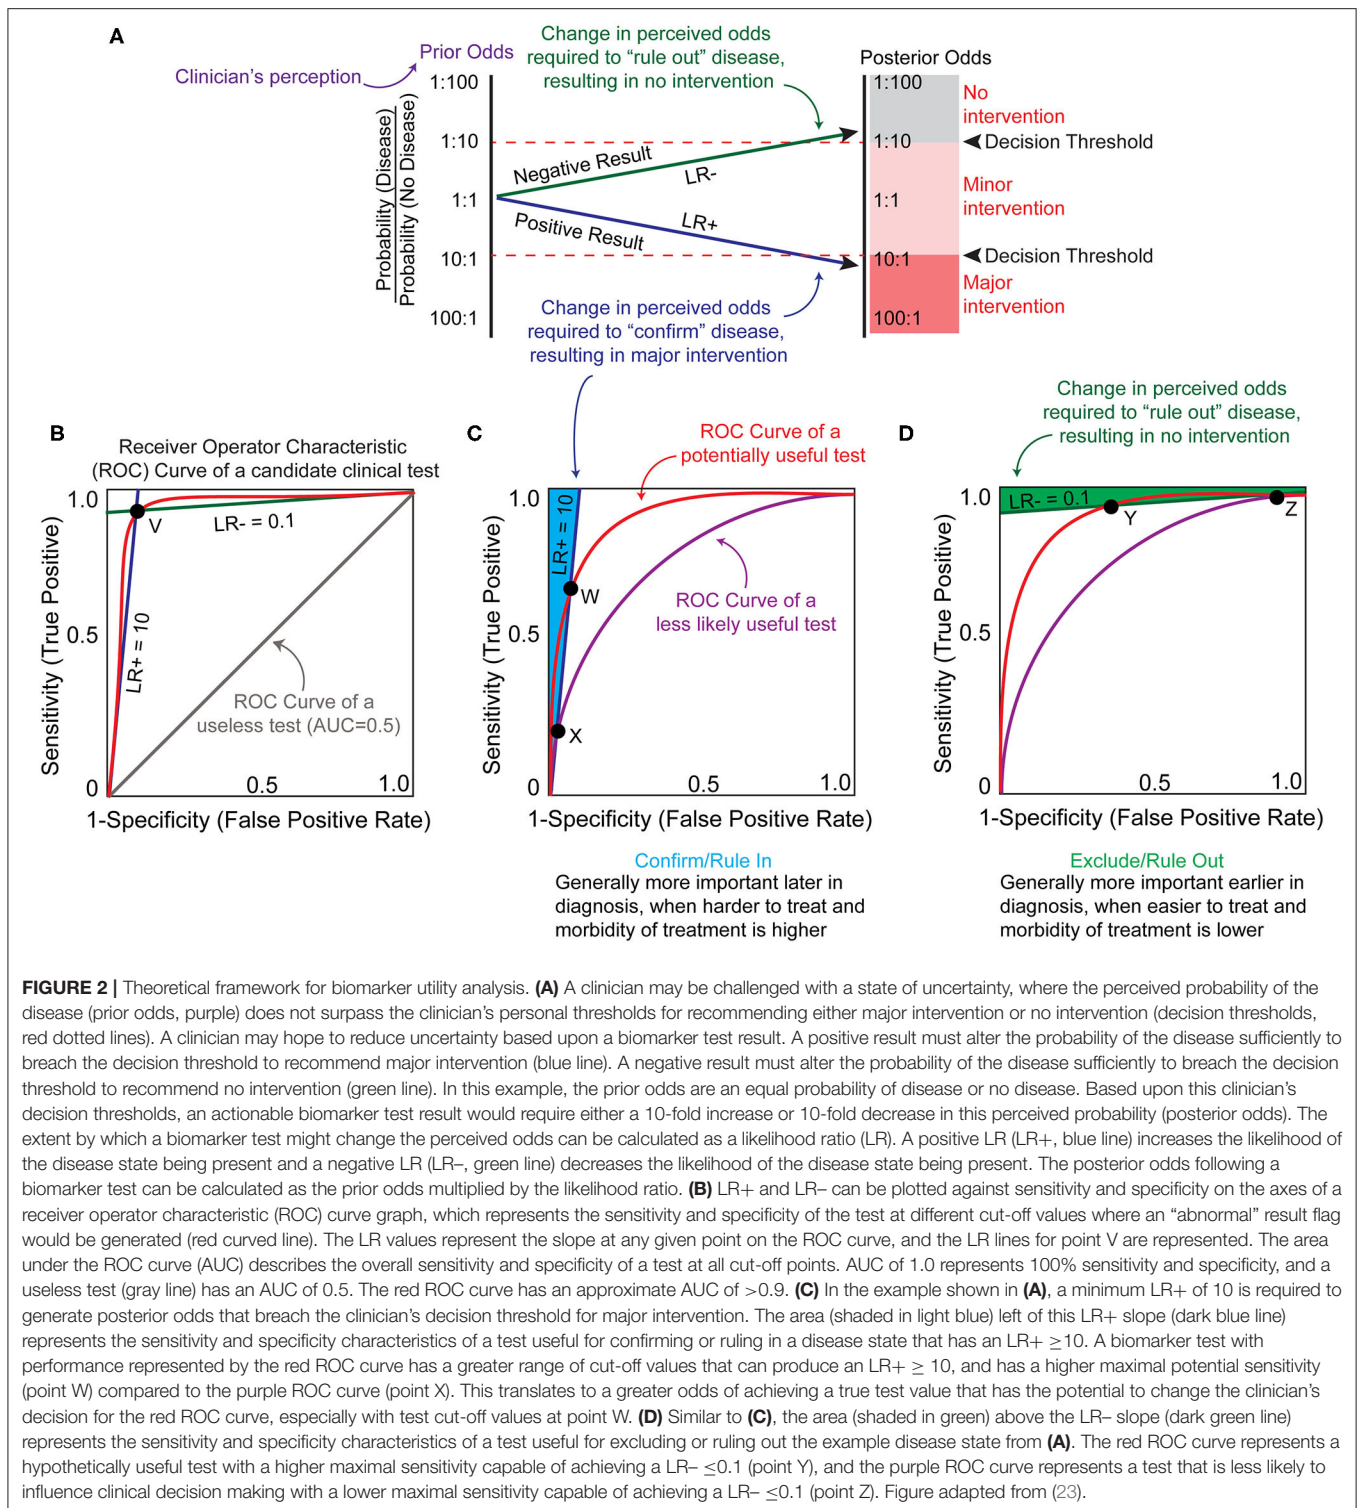 A
Change in perceived odds
required to “rule out” disease,
resulting in no intervention
Prior Odds
Clinician’s perception
Posterior Odds
1:100
1:10
1:1
10:1
100:1
Probability (Disease)
Probability (No Disease)
Negative Result
LR-
Positive Result
LR+
1:100
1:10
1:1
10:1
100:1
No
intervention
Decision Threshold
Minor
intervention
Decision Threshold
Major
intervention
Change in perceived odds
required to “confirm” disease,
resulting in major intervention
B
Receiver Operator Characteristic
(ROC) Curve of a candidate clinical test
1.0
0.5
0
0.5
1.0
Sensitivity (True Positive)
V
LR- = 0.1
LR+ = 10
ROC Curve of a
useless test (AUC=0.5)
1-Specificity (False Positive Rate)
C
ROC Curve of a
potentially useful test
1.0
0.5
0
0.5
1.0
Sensitivity (True Positive)
LR+ = 10
W
X
ROC Curve of a
less likely useful test
1-Specificity (False Positive Rate)
Confirm/Rule In
Generally more important later in
diagnosis, when harder to treat and
morbidity of treatment is higher
Change in perceived odds
required to “rule out” disease,
resulting in no intervention
D
1.0
0.5
0
0.5
1.0
Sensitivity (True Positive)
LR- = 0.1
Y
Z
1-Specificity (False Positive Rate)
Exclude/Rule Out
Generally more important earlier in
diagnosis, when easier to treat and
morbidity of treatment is lower
FIGURE 2 | Theoretical framework for biomarker utility analysis. (A) A clinician may be challenged with a state of uncertainty, where the perceived probability of the
disease (prior odds, purple) does not surpass the clinician’s personal thresholds for recommending either major intervention or no intervention (decision thresholds,
red dotted lines). A clinician may hope to reduce uncertainty based upon a biomarker test result. A positive result must alter the probability of the disease sufficiently to
breach the decision threshold to recommend major intervention (blue line). A negative result must alter the probability of the disease sufficiently to breach the decision
threshold to recommend no intervention (green line). In this example, the prior odds are an equal probability of disease or no disease. Based upon this clinician’s
decision thresholds, an actionable biomarker test result would require either a 10-fold increase or 10-fold decrease in this perceived probability (posterior odds). The
extent by which a biomarker test might change the perceived odds can be calculated as a likelihood ratio (LR). A positive LR (LR+, blue line) increases the likelihood of
the disease state being present and a negative LR (LR–, green line) decreases the likelihood of the disease state being present. The posterior odds following a
biomarker test can be calculated as the prior odds multiplied by the likelihood ratio. (B) LR+ and LR– can be plotted against sensitivity and specificity on the axes of a
receiver operator characteristic (ROC) curve graph, which represents the sensitivity and specificity of the test at different cut-off values where an “abnormal” result flag
would be generated (red curved line). The LR values represent the slope at any given point on the ROC curve, and the LR lines for point V are represented. The area
under the ROC curve (AUC) describes the overall sensitivity and specificity of a test at all cut-off points. AUC of 1.0 represents 100% sensitivity and specificity, and a
useless test (gray line) has an AUC of 0.5. The red ROC curve has an approximate AUC of >0.9. (C) In the example shown in (A), a minimum LR+ of 10 is required to
generate posterior odds that breach the clinician’s decision threshold for major intervention. The area (shaded in light blue) left of this LR+ slope (dark blue line)
represents the sensitivity and specificity characteristics of a test useful for confirming or ruling in a disease state that has an LR+ ≥10. A biomarker test with
performance represented by the red ROC curve has a greater range of cut-off values that can produce an LR+ ≥ 10, and has a higher maximal potential sensitivity
(point W) compared to the purple ROC curve (point X). This translates to a greater odds of achieving a true test value that has the potential to change the clinician’s
decision for the red ROC curve, especially with test cut-off values at point W. (D) Similar to (C), the area (shaded in green) above the LR– slope (dark green line)
represents the sensitivity and specificity characteristics of a test useful for excluding or ruling out the example disease state from (A). The red ROC curve represents a
hypothetically useful test with a higher maximal sensitivity capable of achieving a LR– ≤0.1 (point Y), and the purple ROC curve represents a test that is less likely to
influence clinical decision making with a lower maximal sensitivity capable of achieving a LR– ≤0.1 (point Z). Figure adapted from (23).